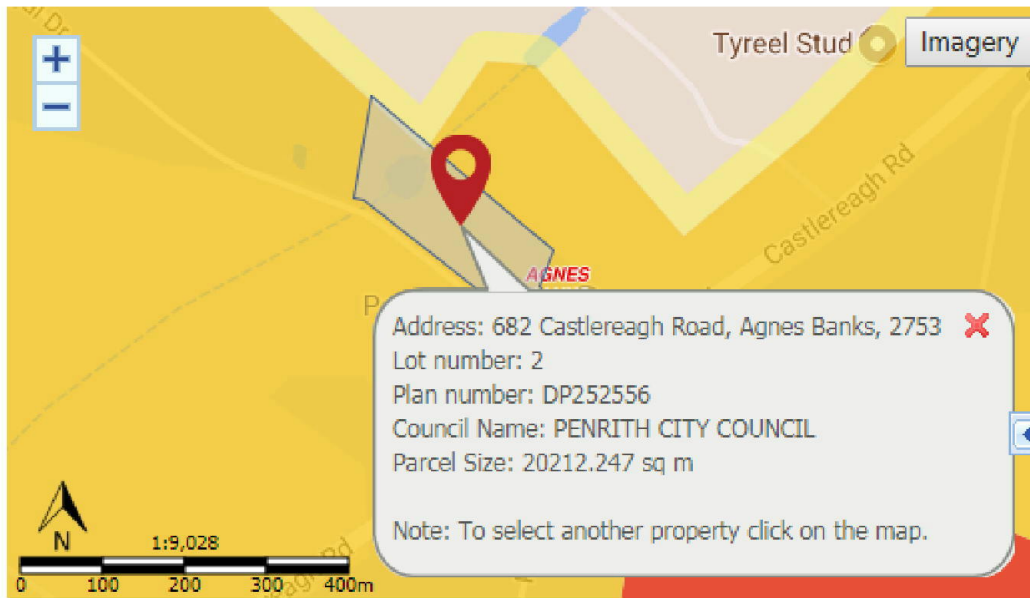 Tyreel Stud
Imagery
+
−
Castlereagh Rd
AGNES
Address: 682 Castlereagh Road, Agnes Banks, 2753
Lot number: 2
Plan number: DP252556
Council Name: PENRITH CITY COUNCIL
Parcel Size: 20212.247 sq m
Note: To select another property click on the map.
N
1:9,028
0 100 200 300 400m